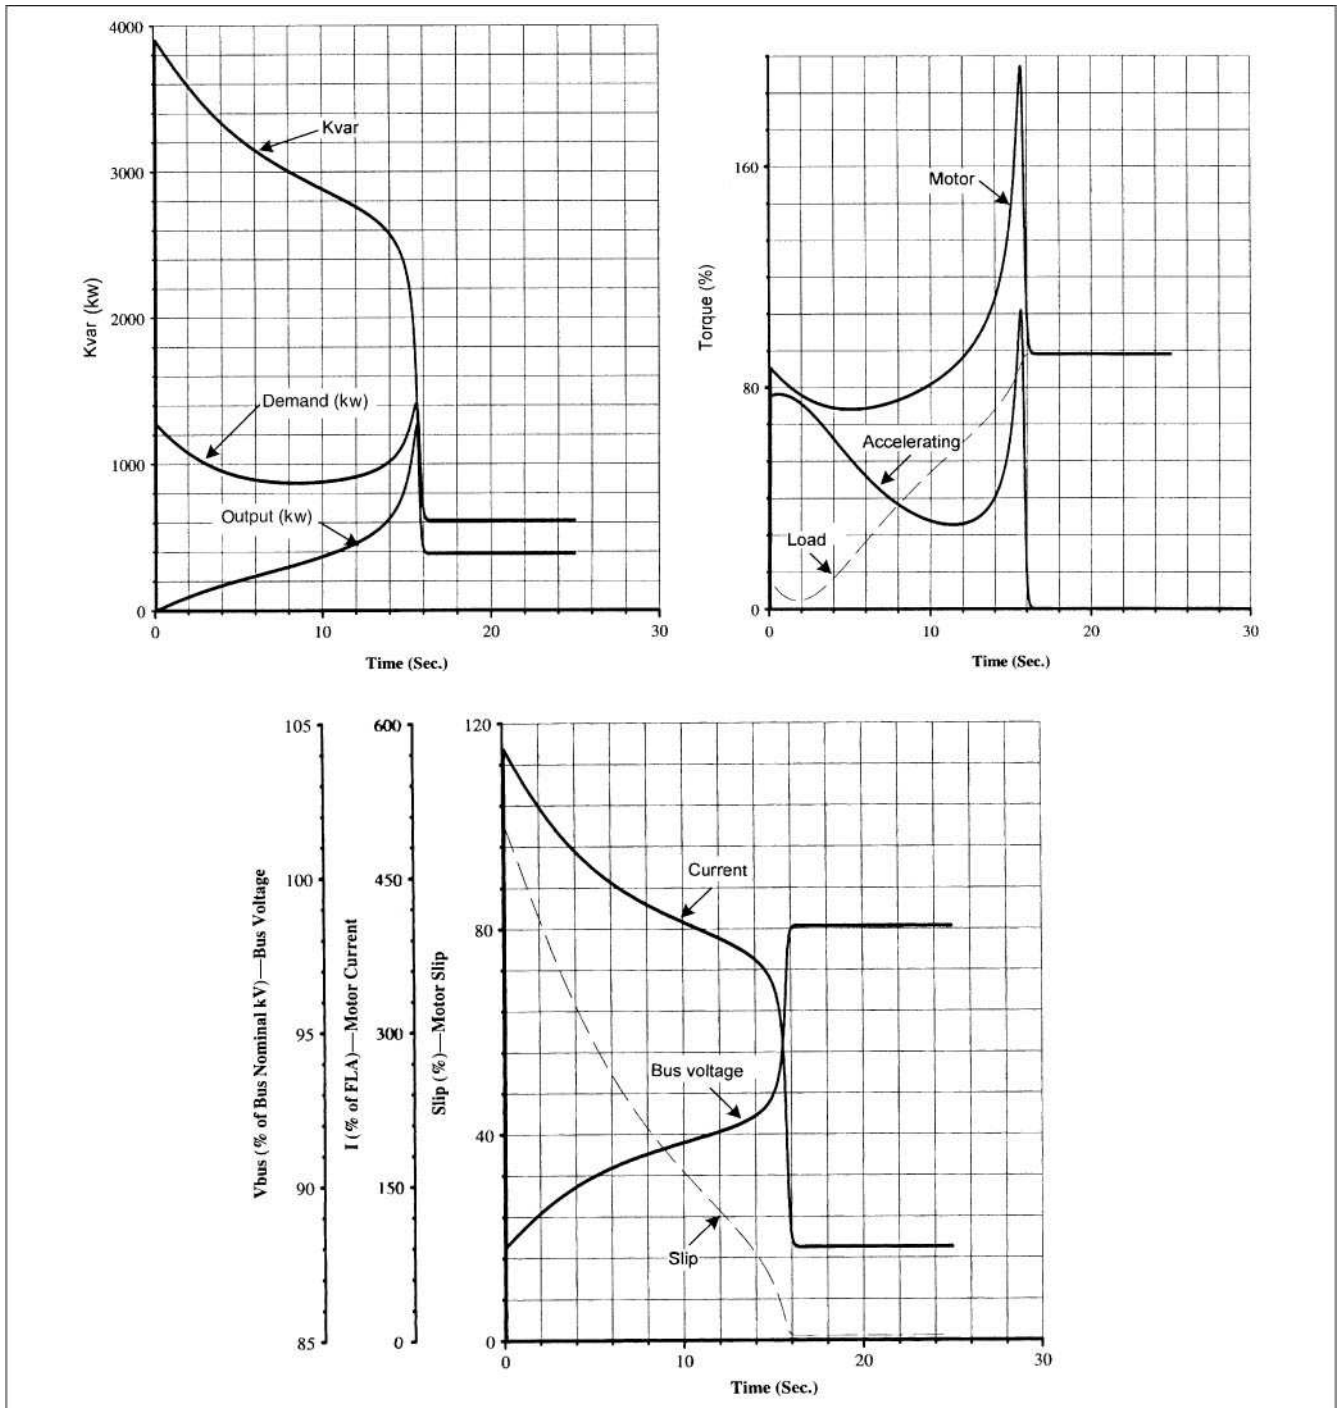 4000
3000
2000
1000
0
Kvar (kw)
Kvar
Demand (kw)
Output (kw)
0
10
20
30
Time (Sec.)
160
80
0
Torque (%)
Motor
Accelerating
Load
0
10
20
30
Time (Sec.)
105
100
95
90
85
Vbus (% of Bus Nominal kV)—Bus Voltage
600
450
300
150
0
I (% of FLA)—Motor Current
120
80
40
0
Slip (%)—Motor Slip
Current
Bus voltage
Slip
0
10
20
30
Time (Sec.)